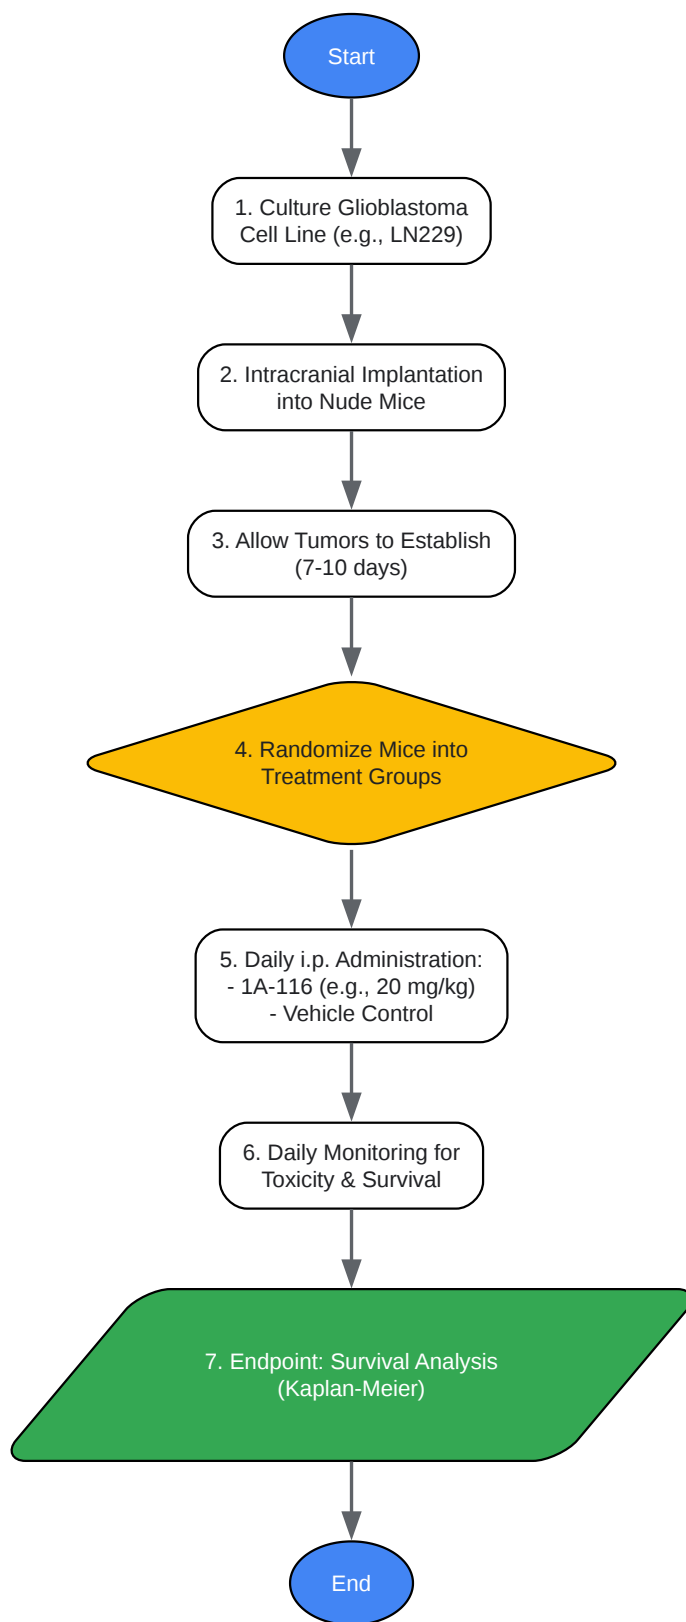 Start
1. Culture Glioblastoma
Cell Line (e.g., LN229)
2. Intracranial Implantation
into Nude Mice
3. Allow Tumors to Establish
(7-10 days)
4. Randomize Mice into
Treatment Groups
5. Daily i.p. Administration:
- 1A-116 (e.g., 20 mg/kg)
- Vehicle Control
6. Daily Monitoring for
Toxicity & Survival
7. Endpoint: Survival Analysis
(Kaplan-Meier)
End